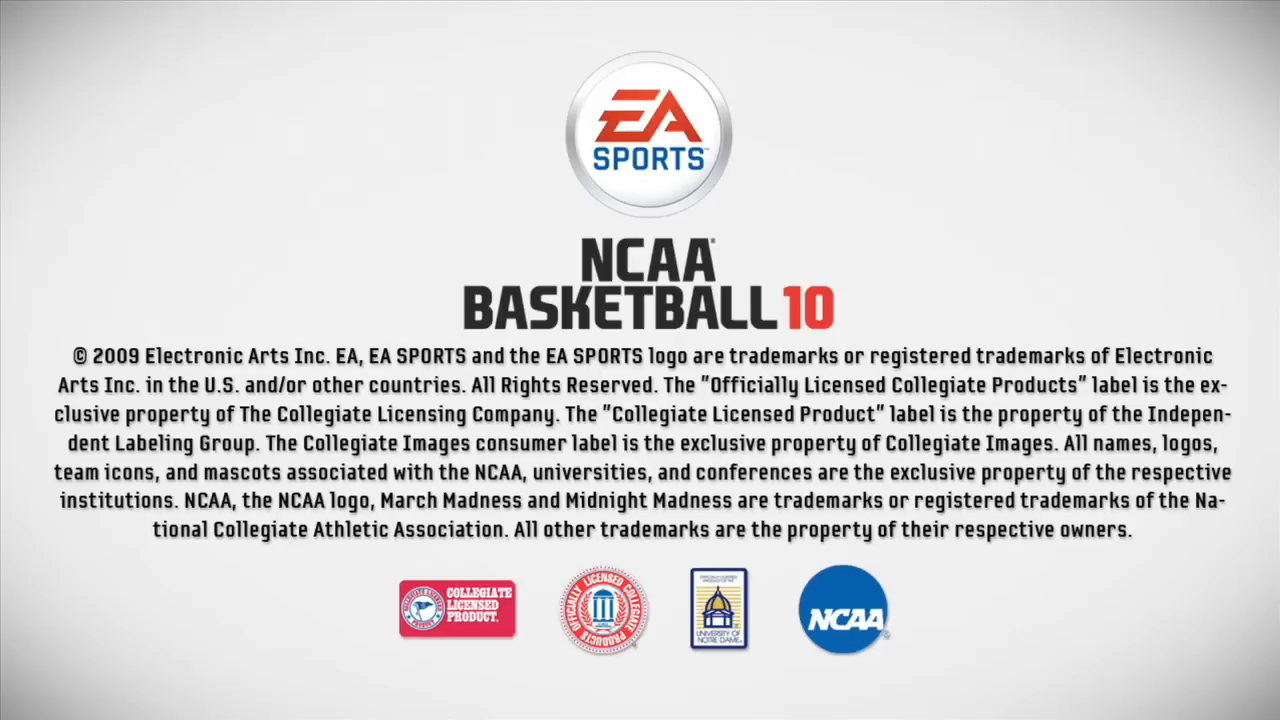 EA
SPORTS™
NCAA®
BASKETBALL 10
© 2009 Electronic Arts Inc. EA, EA SPORTS and the EA SPORTS logo are trademarks or registered trademarks of Electronic
Arts Inc. in the U.S. and/or other countries. All Rights Reserved. The "Officially Licensed Collegiate Products" label is the ex-
clusive property of The Collegiate Licensing Company. The "Collegiate Licensed Product" label is the property of the Indepen-
dent Labeling Group. The Collegiate Images consumer label is the exclusive property of Collegiate Images. All names, logos,
team icons, and mascots associated with the NCAA, universities, and conferences are the exclusive property of the respective
institutions. NCAA, the NCAA logo, March Madness and Midnight Madness are trademarks or registered trademarks of the Na-
tional Collegiate Athletic Association. All other trademarks are the property of their respective owners.
COLLEGIATE
LICENSED
PRODUCT.
OFFICIALLY LICENSED COLLEGIATE PRODUCTS
OFFICIALLY LICENSED
PRODUCT OF THE
UNIVERSITY OF
NOTRE DAME
NCAA®